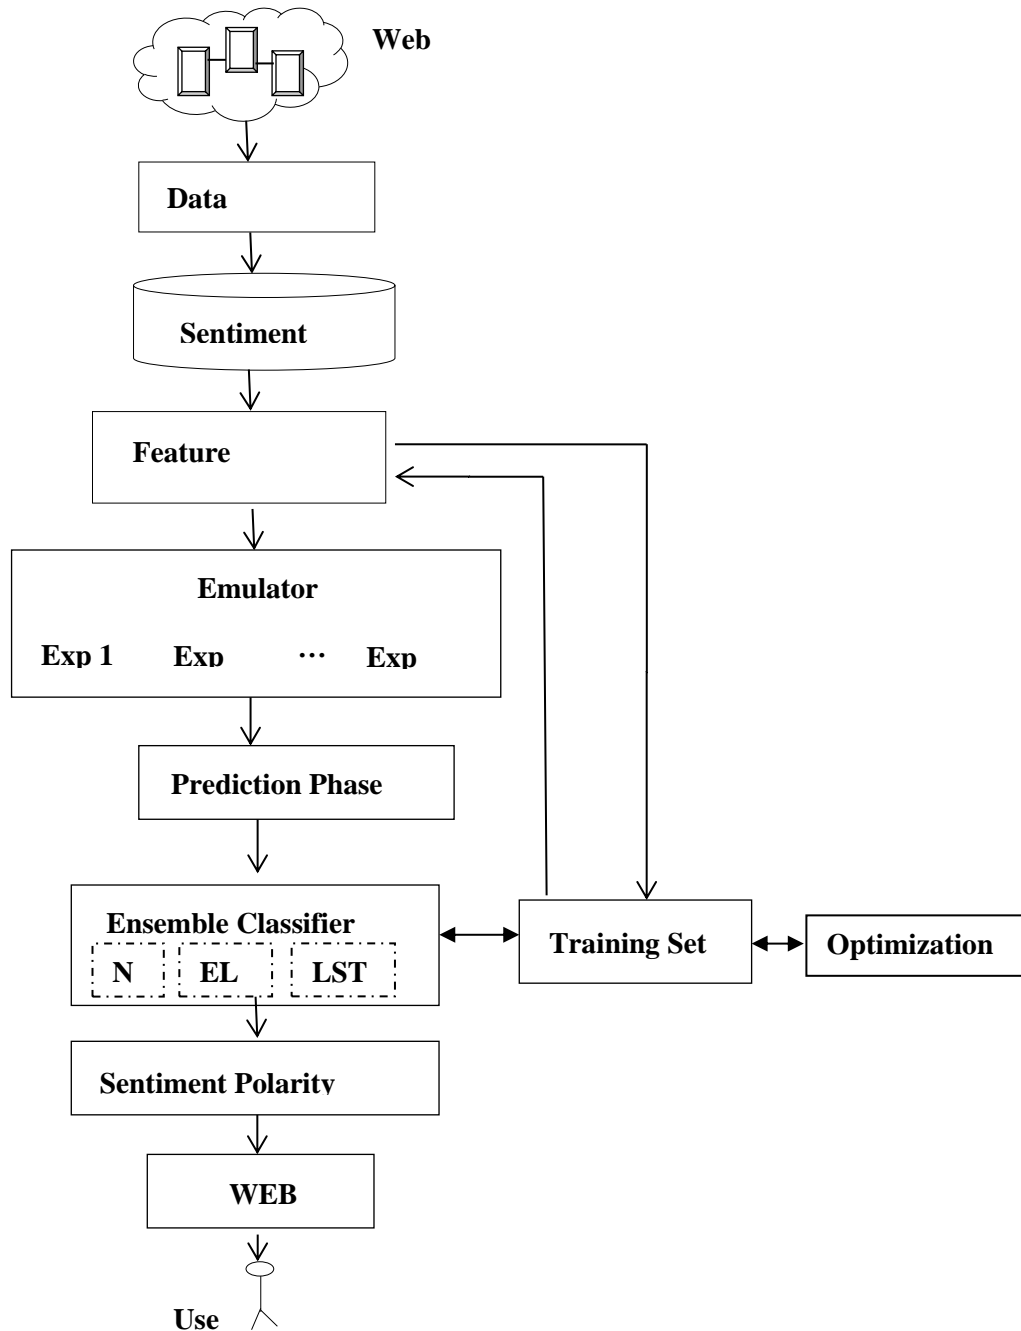 Web
Data
Sentiment
Feature
Emulator
Exp 1 Exp ... Exp
Prediction Phase
Ensemble Classifier
N EL LST
Training Set
Optimization
Sentiment Polarity
WEB
Use